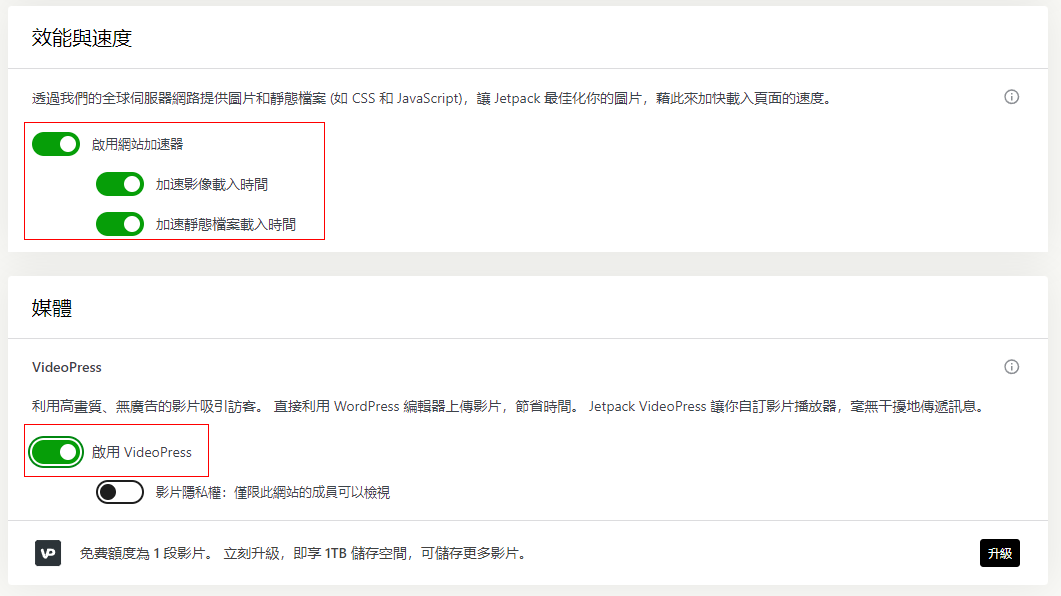 效能與速度
透過我們的全球伺服器網路提供圖片和靜態檔案 (如 CSS 和 JavaScript)，讓 Jetpack 最佳化你的圖片，藉此來加快載入頁面的速度。
啟用網站加速器
加速影像載入時間
加速靜態檔案載入時間
媒體
VideoPress
利用高畫質、無廣告的影片吸引訪客。 直接利用 WordPress 編輯器上傳影片，節省時間。 Jetpack VideoPress 讓你自訂影片播放器，毫無干擾地傳遞訊息。
啟用 VideoPress
影片隱私權：僅限此網站的成員可以檢視
VP 免費額度為 1 段影片。 立刻升級，即享 1TB 儲存空間，可儲存更多影片。 升級